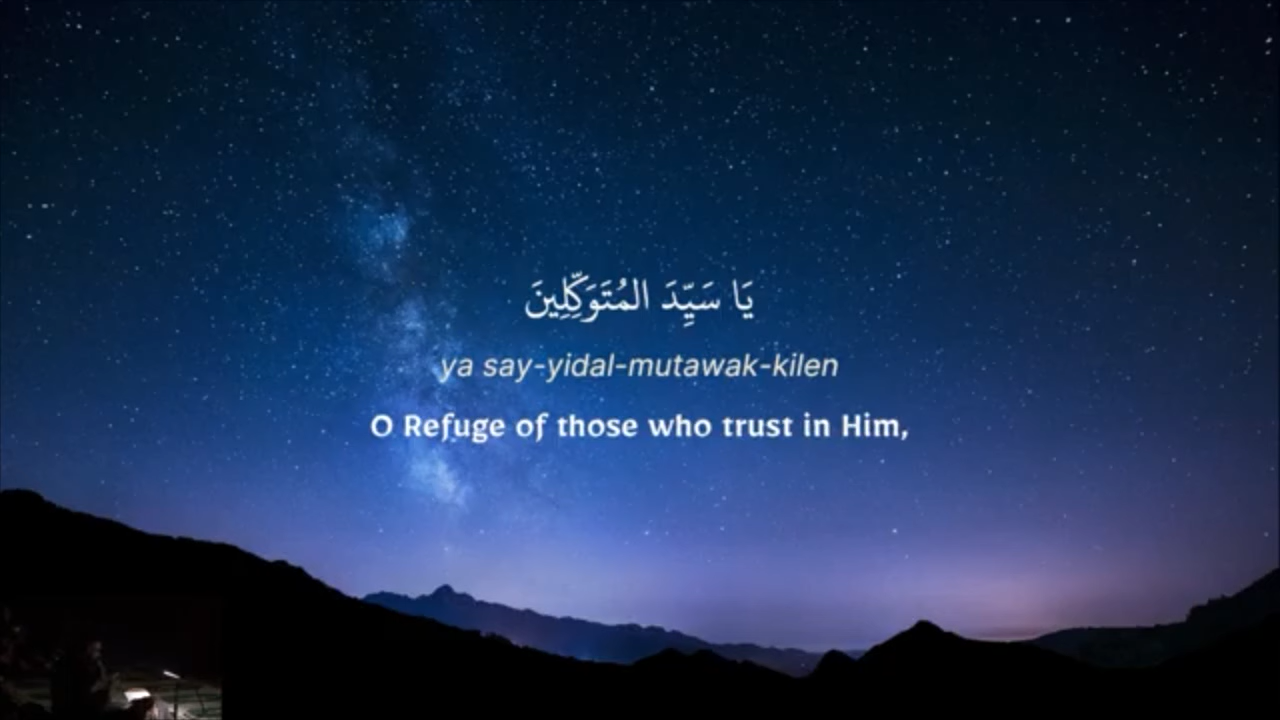 يَا سَيِّدَ المُتَوَكِّلِينَ
ya say-yidal-mutawak-kilen
O Refuge of those who trust in Him,